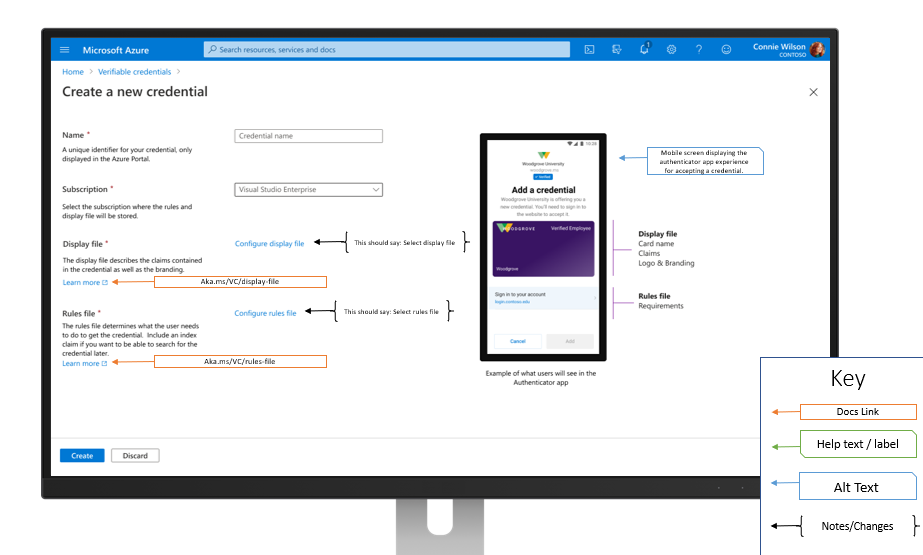 Microsoft Azure
Search resources, services and docs
Connie Wilson
CONTOSO
Home > Verifiable credentials >
Create a new credential
Name *
Credential name
A unique identifier for your credential, only
displayed in the Azure Portal.
Subscription *
Visual Studio Enterprise
Select the subscription where the rules and
display file will be stored.
Display file *
Configure display file
This should say: Select display file
The display file describes the claims contained
in the credential as well as the branding.
Learn more
Aka.ms/VC/display-file
Rules file *
Configure rules file
This should say: Select rules file
The rules file determines what the user needs
to do to get the credential. Include an index
claim if you want to be able to search for the
credential later.
Learn more
Aka.ms/VC/rules-file
10:28
Woodgrove University
Verified
Add a credential
Woodgrove University is offering you a
new credential. You'll need to sign in to
the website to accept it.
WOODGROVE
Verified Employee
Woodgrove
Sign in to your account
login.contoso.edu
Cancel
Add
Example of what users will see in the
Authenticator app
Mobile screen displaying the
authenticator app experience
for accepting a credential.
Display file
Card name
Claims
Logo & Branding
Rules file
Requirements
Create
Discard
Key
Docs Link
Help text / label
Alt Text
Notes/Changes